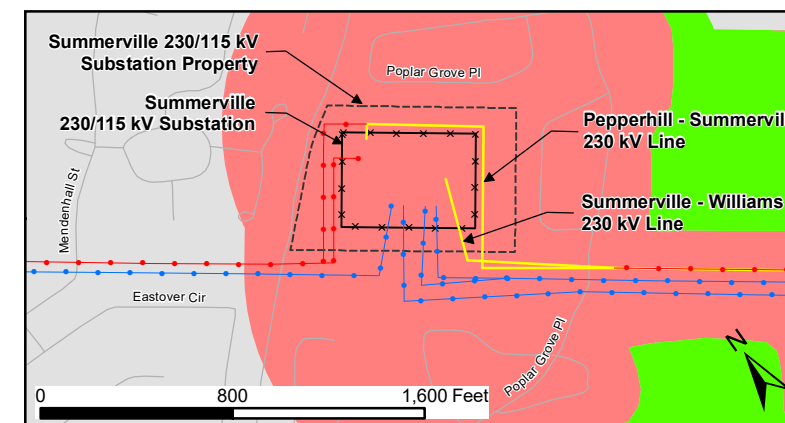 Summerville 230/115 kV
Substation Property
Poplar Grove Pl
Summerville
230/115 kV Substation
Pepperhill - Summervil
230 kV Line
Mendenhall St
Summerville - Williams
230 kV Line
Eastover Cir
Poplar Grove Pl
N
0 800 1,600 Feet